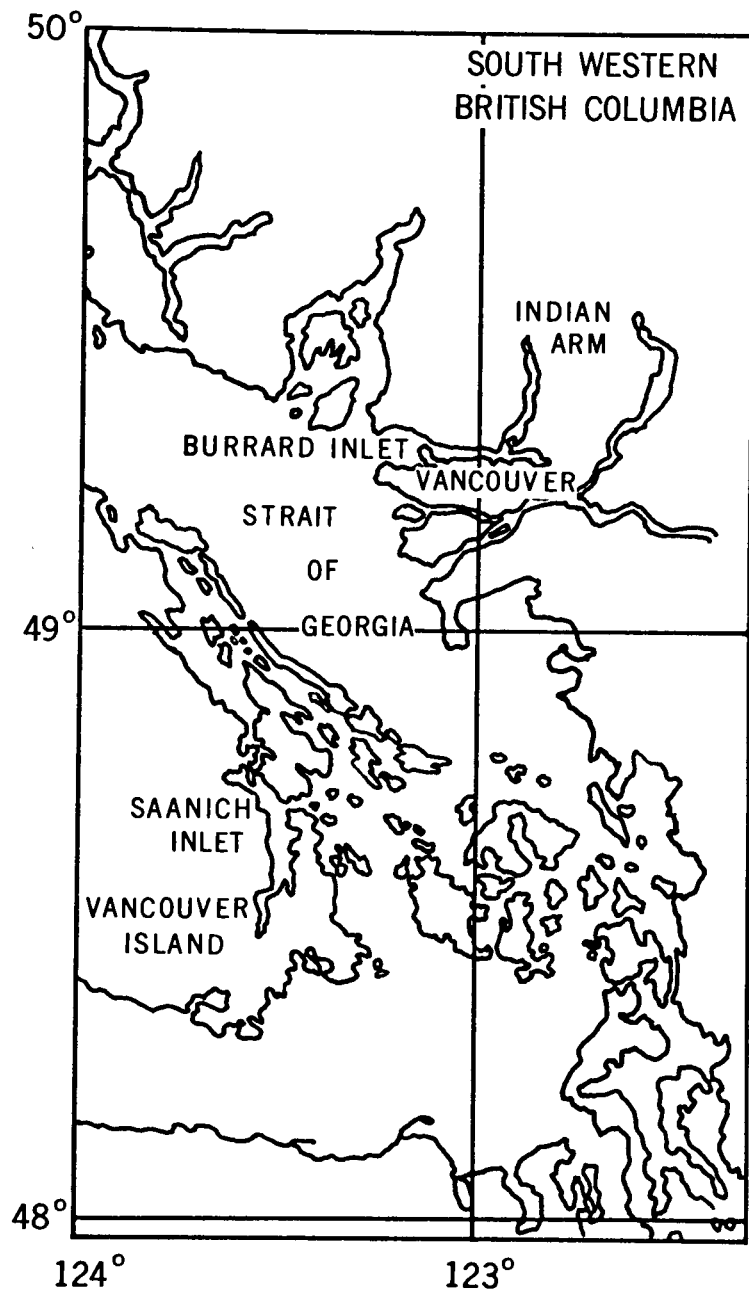 50°
SOUTH WESTERN
BRITISH COLUMBIA
INDIAN
ARM
BURRARD INLET
VANCOUVER
STRAIT
OF
GEORGIA
49°
SAANICH
INLET
VANCOUVER
ISLAND
48°
124°
123°